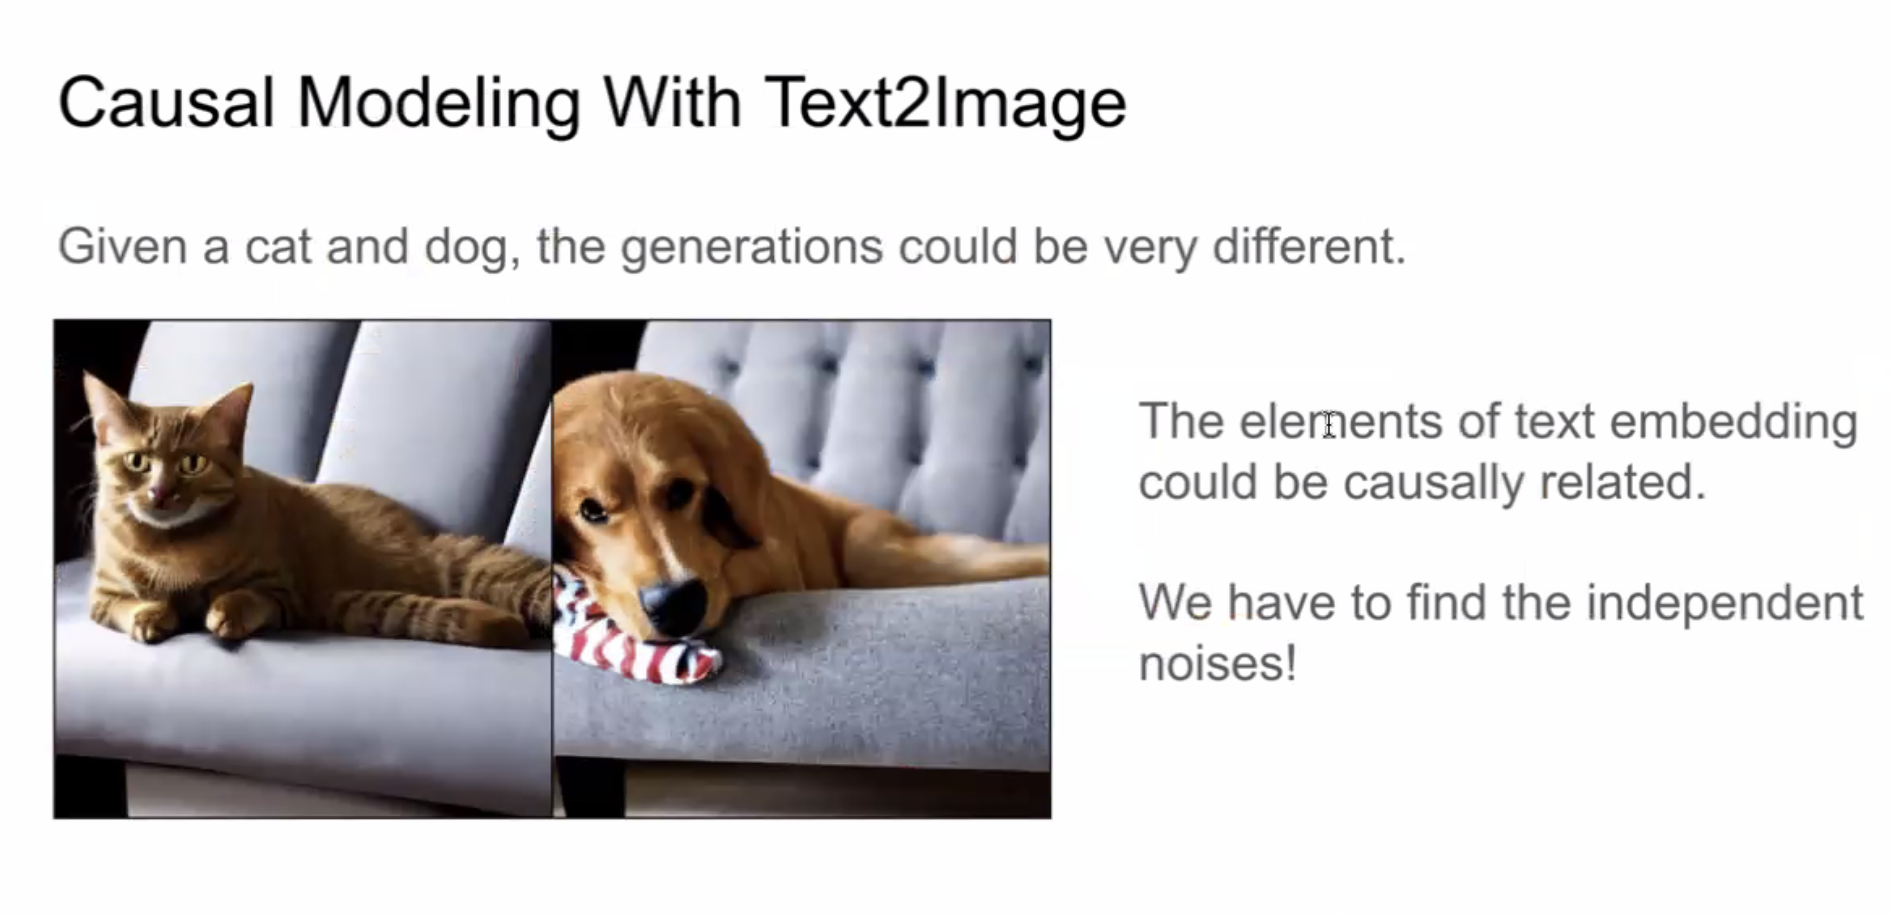 Causal Modeling With Text2Image
Given a cat and dog, the generations could be very different.
The elements of text embedding
could be causally related.
We have to find the independent
noises!